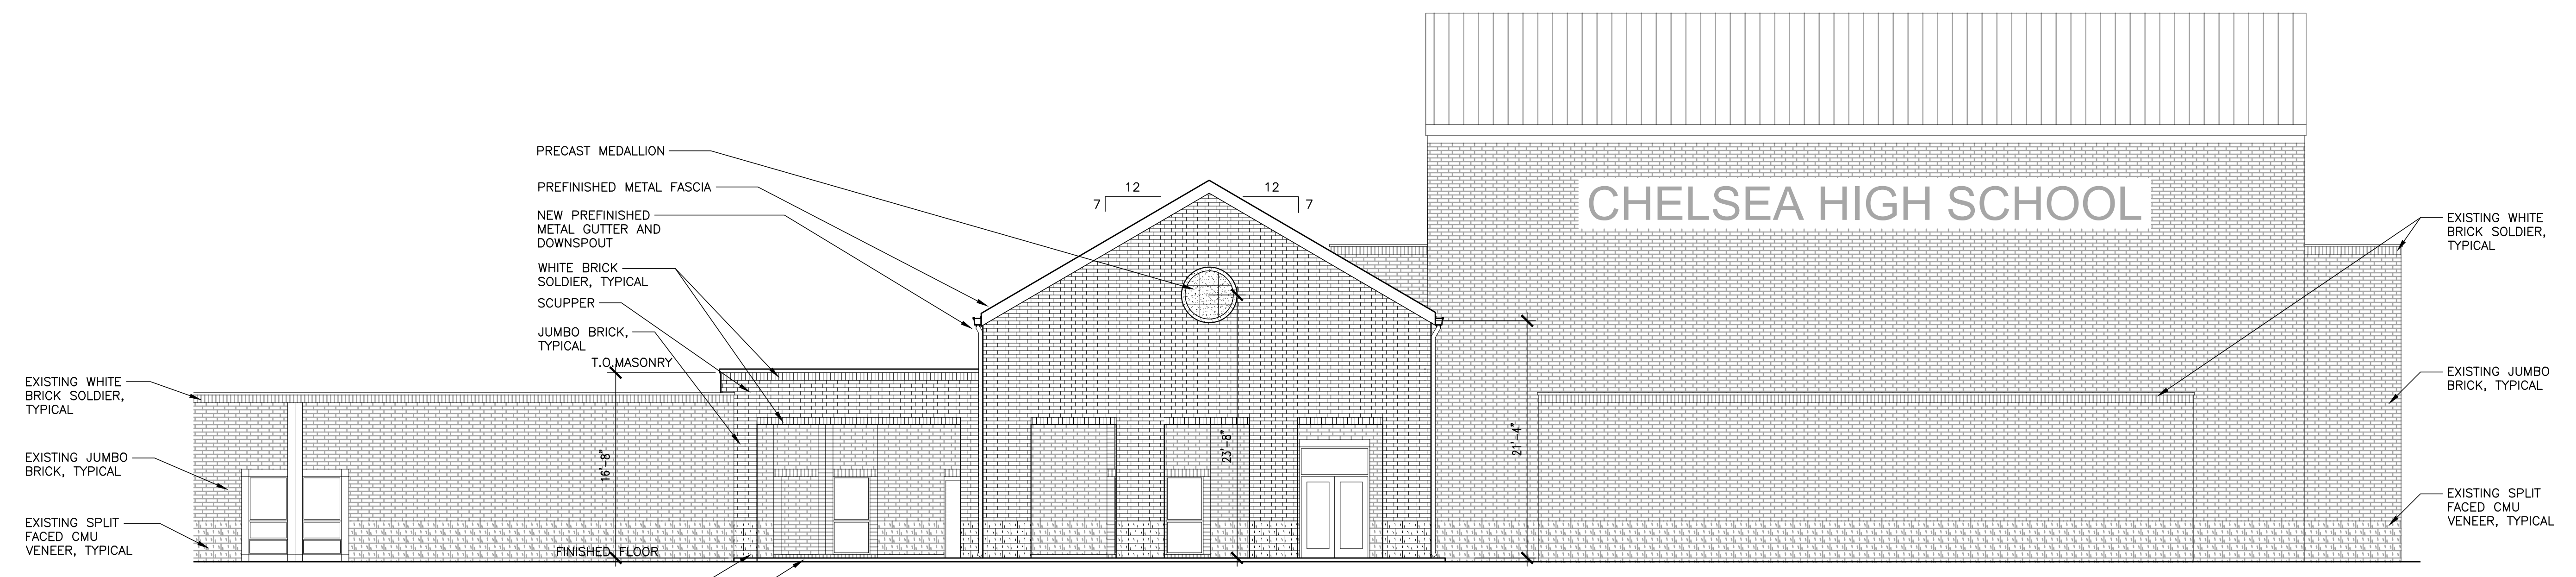 PRECAST MEDALLION
PREFINISHED METAL FASCIA
NEW PREFINISHED
METAL GUTTER AND
DOWNSPOUT
WHITE BRICK
SOLDIER, TYPICAL
SCUPPER
JUMBO BRICK,
TYPICAL
T.O.MASONRY
EXISTING WHITE
BRICK SOLDIER,
TYPICAL
EXISTING JUMBO
BRICK, TYPICAL
EXISTING SPLIT
FACED CMU
VENEER, TYPICAL
FINISHED FLOOR
16'-8"
12
7
12
7
23'-8"
21'-4"
CHELSEA HIGH SCHOOL
EXISTING WHITE
BRICK SOLDIER,
TYPICAL
EXISTING JUMBO
BRICK, TYPICAL
EXISTING SPLIT
FACED CMU
VENEER, TYPICAL